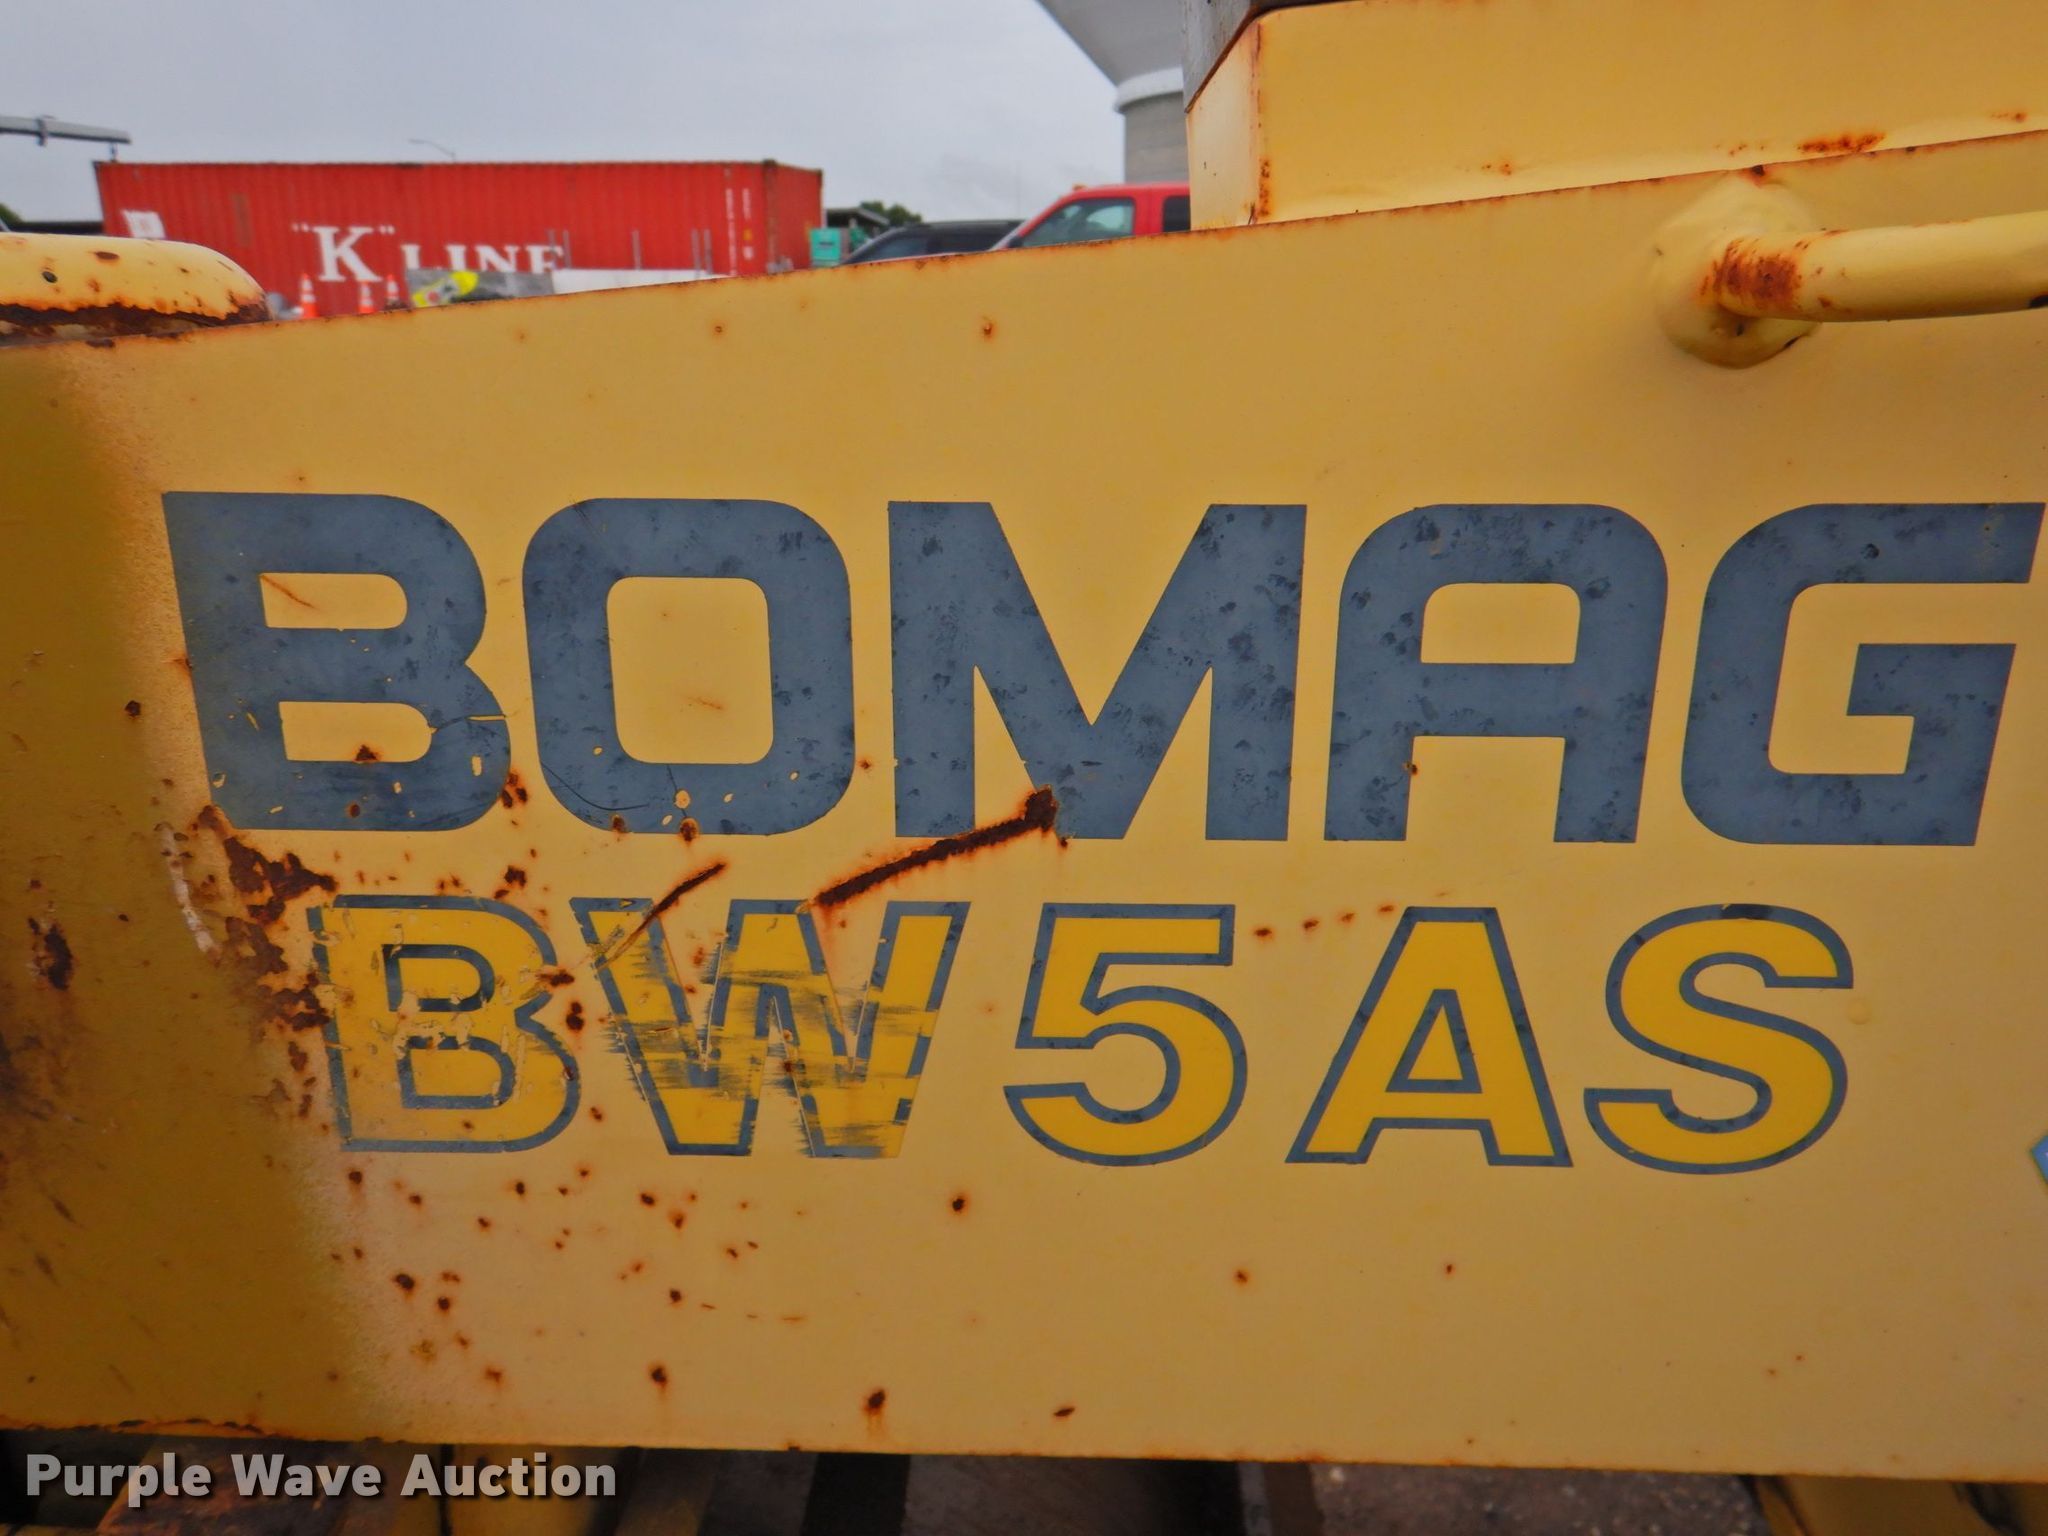 "K" LINE
BOMAG
BW5AS
Purple Wave Auction